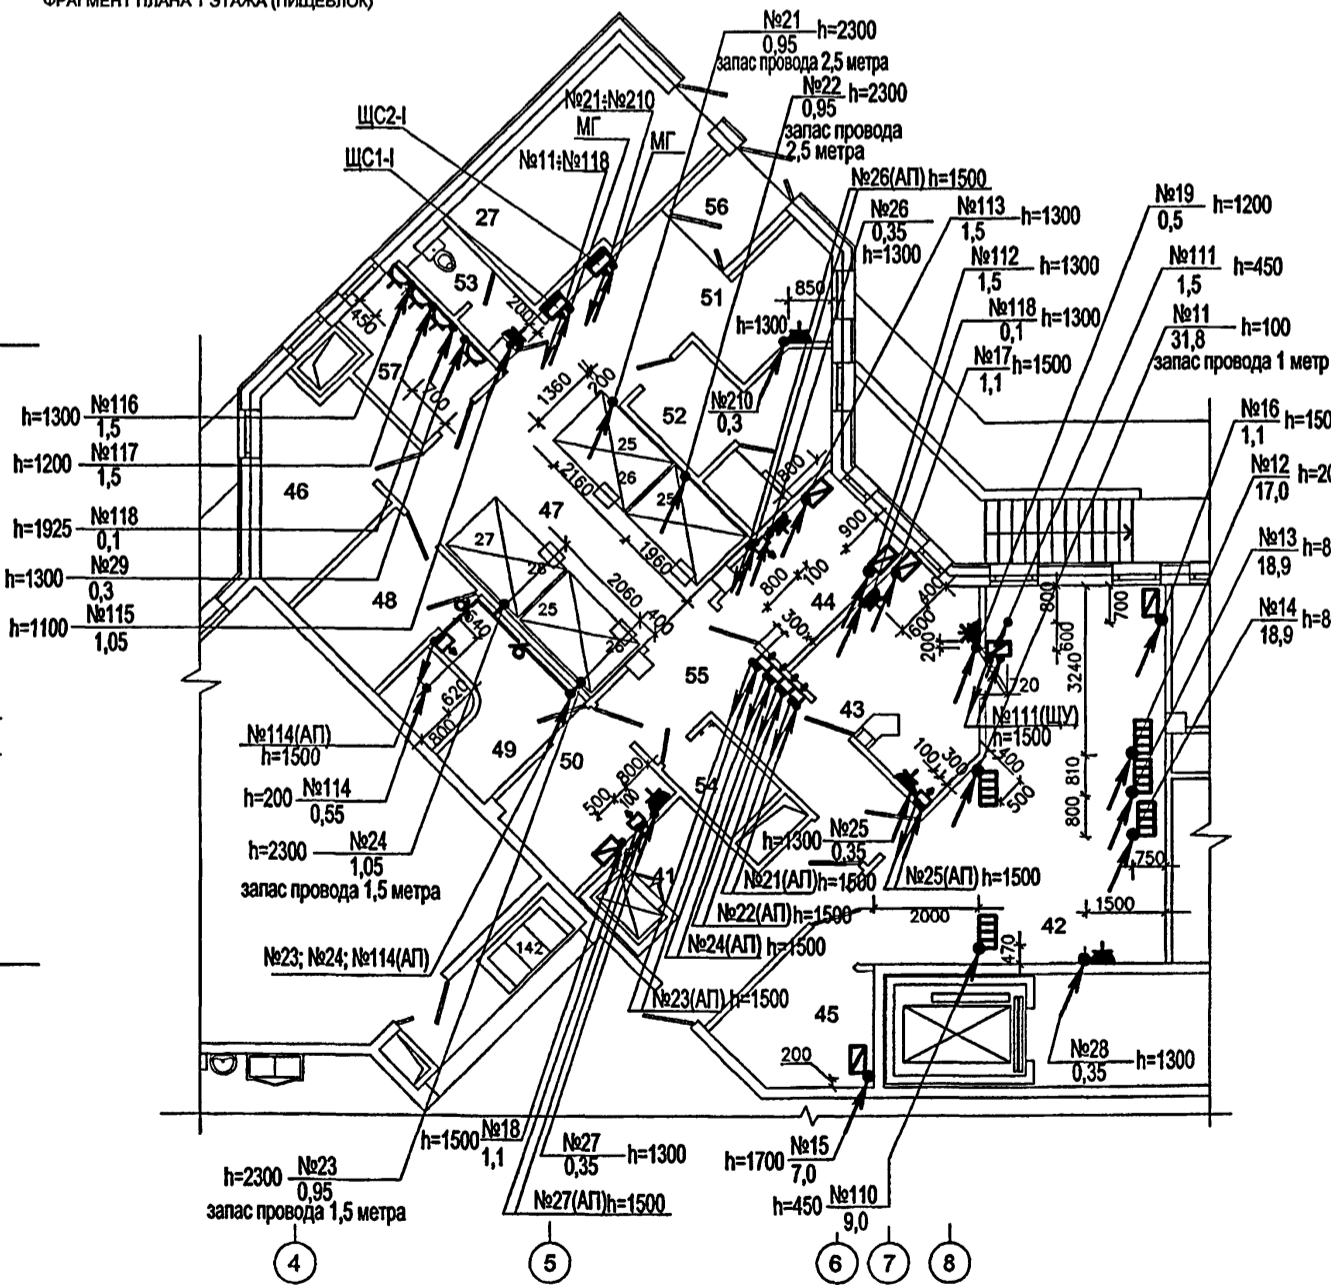 ФРАГМЕНТ ПЛАНА 1 ЭТАЖА (ПИЩЕБЛОК)
№21 h=2300
0,95
запас провода 2,5 метра
№22 h=2300
0,95
запас провода
2,5 метра
№21÷№210
МГ
МГ
ЩС2-I
ЩС1-I
№11÷№118
№26(АП) h=1500
№26
0,35
h=1300
№113 h=1300
1,5
№112 h=1300
1,5
№118 h=1300
0,1
№17 h=1500
1,1
№19 h=1200
0,5
№111 h=450
1,5
№11 h=100
31,8
запас провода 1 метр
№16
1,1
№12
17,0
№13
18,9
№14
18,9
h=1300 №116
1,5
h=1200 №117
1,5
h=1925 №118
0,1
h=1300 №29
0,3
h=1100 №115
1,05
27
53
56
51
57
46
52
47
48
44
55
43
49
50
54
41
42
45
200
450
700
1360
200
850
h=1300
№210
0,3
25
26
25
27
28
25
26
2160
1960
2060
400
800
900
800
100
300
400
600
200
800
600
700
3240
720
810
800
750
1500
№111(ЩУ)
h=1500
400
500
100
300
640
620
800
№114(АП)
h=1500
h=200 №114
0,55
h=2300 №24
1,05
запас провода 1,5 метра
№23; №24; №114(АП)
142
500
800
100
h=1300 №25
0,35
№21(АП) h=1500
№25(АП) h=1500
№22(АП) h=1500
№24(АП) h=1500
№23(АП) h=1500
2000
470
200
№28 h=1300
0,35
h=1500 №18
1,1
№27 h=1300
0,35
№27(АП) h=1500
h=2300 №23
0,95
запас провода 1,5 метра
h=1700 №15
7,0
h=450 №110
9,0
4
5
6
7
8